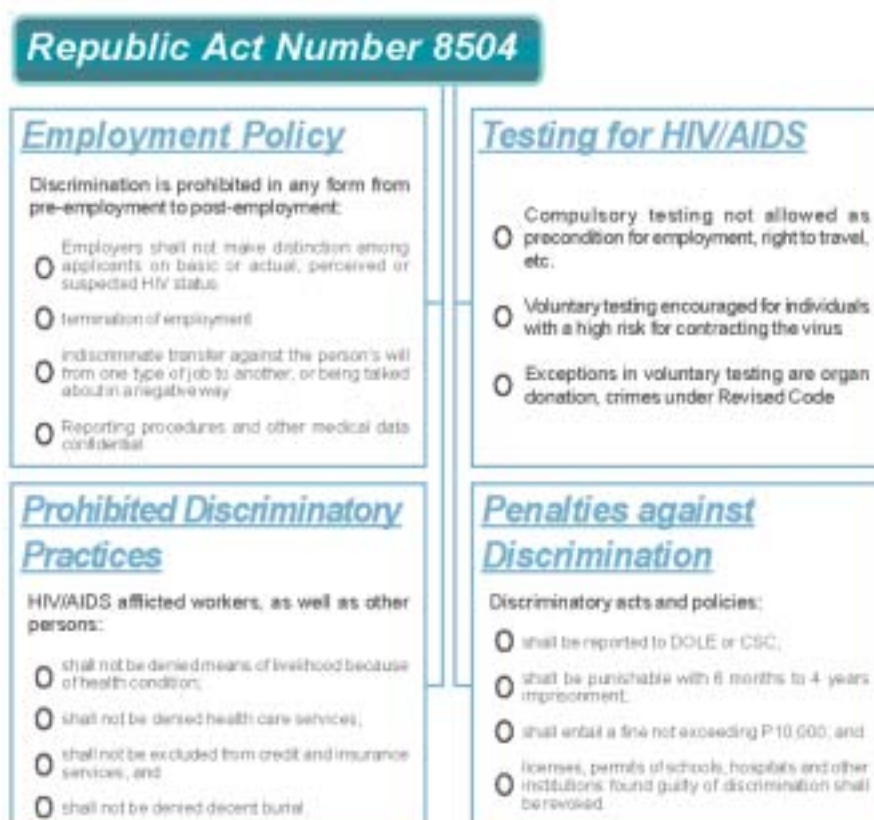 Republic Act Number 8504
Employment Policy
Discrimination is prohibited in any form from
pre-employment to post-employment:
Employers shall not make distinction among
applicants on basic or actual, perceived or
suspected HIV status
termination of employment
indiscriminate transfer against the person's will
from one type of job to another, or being talked
about in a negative way
Reporting procedures and other medical data
confidential
Testing for HIV/AIDS
Compulsory testing not allowed as
precondition for employment, right to travel,
etc.
Voluntary testing encouraged for individuals
with a high risk for contracting the virus
Exceptions in voluntary testing are organ
donation, crimes under Revised Code
Prohibited Discriminatory
Practices
HIV/AIDS afflicted workers, as well as other
persons:
shall not be denied means of livelihood because
of health condition;
shall not be denied health care services;
shall not be excluded from credit and insurance
services; and
shall not be denied decent burial
Penalties against
Discrimination
Discriminatory acts and policies:
shall be reported to DOLE or CSC;
shall be punishable with 6 months to 4 years
imprisonment;
shall entail a fine not exceeding P10,000; and
licenses, permits of schools, hospitals and other
institutions found guilty of discrimination shall
be revoked.